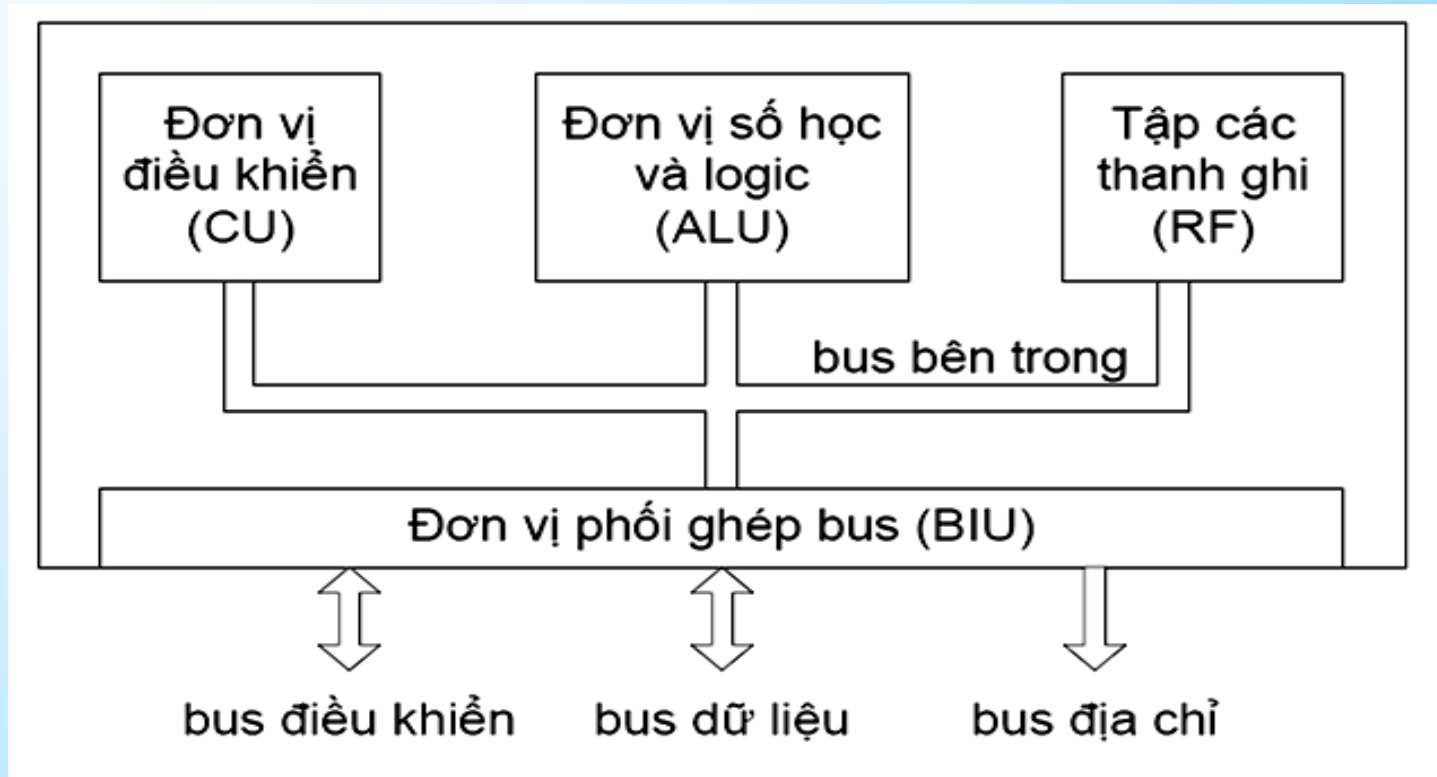 Đơn vị
điều khiển
(CU)
Đơn vị số học
và logic
(ALU)
Tập các
thanh ghi
(RF)
bus bên trong
Đơn vị phối ghép bus (BIU)
bus điều khiển
bus dữ liệu
bus địa chỉ